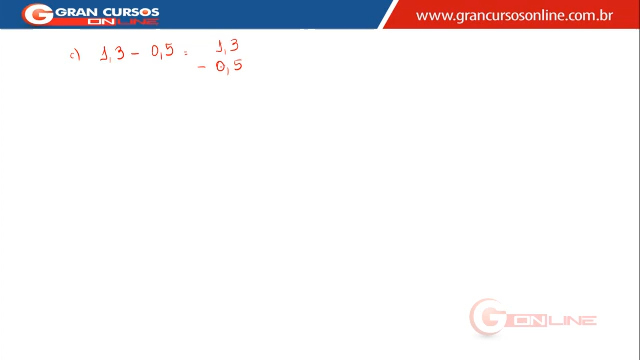 GRAN CURSOS
ONLINE
www.grancursosonline.com.br
c) 1,3 - 0,5 = 1,3
- 0,5
G ONLINE